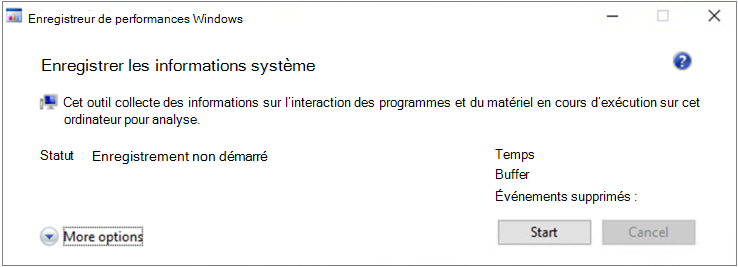 Enregistreur de performances Windows
Enregistrer les informations système
Cet outil collecte des informations sur l'interaction des programmes et du matériel en cours d'exécution sur cet
ordinateur pour analyse.
Statut Enregistrement non démarré
Temps
Buffer
Événements supprimés :
More options
Start
Cancel